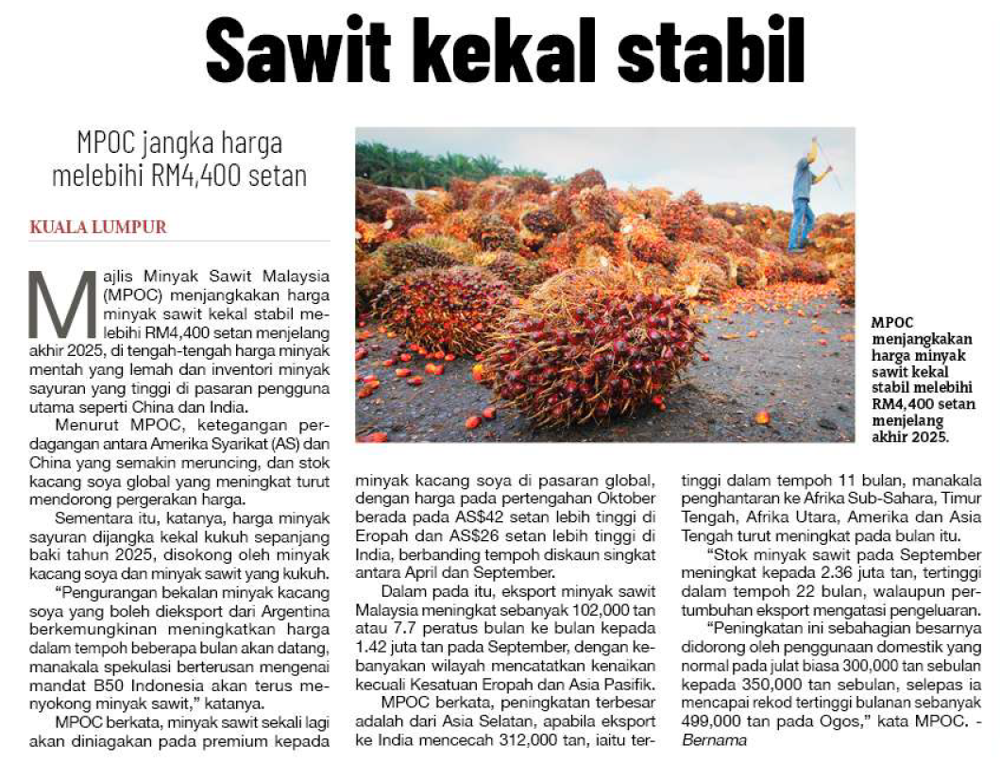 Sawit kekal stabil
MPOC jangka harga
melebihi RM4,400 setan
KUALA LUMPUR
Majlis Minyak Sawit Malaysia
(MPOC) menjangkakan harga
minyak sawit kekal stabil me-
lebihi RM4,400 setan menjelang
akhir 2025, di tengah-tengah harga minyak
mentah yang lemah dan inventori minyak
sayuran yang tinggi di pasaran pengguna
utama seperti China dan India.
Menurut MPOC, ketegangan per-
dagangan antara Amerika Syarikat (AS) dan
China yang semakin meruncing, dan stok
kacang soya global yang meningkat turut
mendorong pergerakan harga.
Sementara itu, katanya, harga minyak
sayuran dijangka kekal kukuh sepanjang
baki tahun 2025, disokong oleh minyak
kacang soya dan minyak sawit yang kukuh.
“Pengurangan bekalan minyak kacang
soya yang boleh dieksport dari Argentina
berkemungkinan meningkatkan harga
dalam tempoh beberapa bulan akan datang,
manakala spekulasi berterusan mengenai
mandat B50 Indonesia akan terus me-
nyokong minyak sawit,” katanya.
MPOC berkata, minyak sawit sekali lagi
akan diniagakan pada premium kepada
minyak kacang soya di pasaran global,
dengan harga pada pertengahan Oktober
berada pada AS$42 setan lebih tinggi di
Eropah dan AS$26 setan lebih tinggi di
India, berbanding tempoh diskaun singkat
antara April dan September.
Dalam pada itu, eksport minyak sawit
Malaysia meningkat sebanyak 102,000 tan
atau 7.7 peratus bulan ke bulan kepada
1.42 juta tan pada September, dengan ke-
banyakan wilayah mencatatkan kenaikan
kecuali Kesatuan Eropah dan Asia Pasifik.
MPOC berkata, peningkatan terbesar
adalah dari Asia Selatan, apabila eksport
ke India mencecah 312,000 tan, iaitu ter-
tinggi dalam tempoh 11 bulan, manakala
penghantaran ke Afrika Sub-Sahara, Timur
Tengah, Afrika Utara, Amerika dan Asia
Tengah turut meningkat pada bulan itu.
“Stok minyak sawit pada September
meningkat kepada 2.36 juta tan, tertinggi
dalam tempoh 22 bulan, walaupun per-
tumbuhan eksport mengatasi pengeluaran.
“Peningkatan ini sebahagian besarnya
didorong oleh penggunaan domestik yang
normal pada julat biasa 300,000 tan sebulan
kepada 350,000 tan sebulan, selepas ia
mencapai rekod tertinggi bulanan sebanyak
499,000 tan pada Ogos,” kata MPOC. -
Bernama
MPOC
menjangkakan
harga minyak
sawit kekal
stabil melebihi
RM4,400 setan
menjelang
akhir 2025.